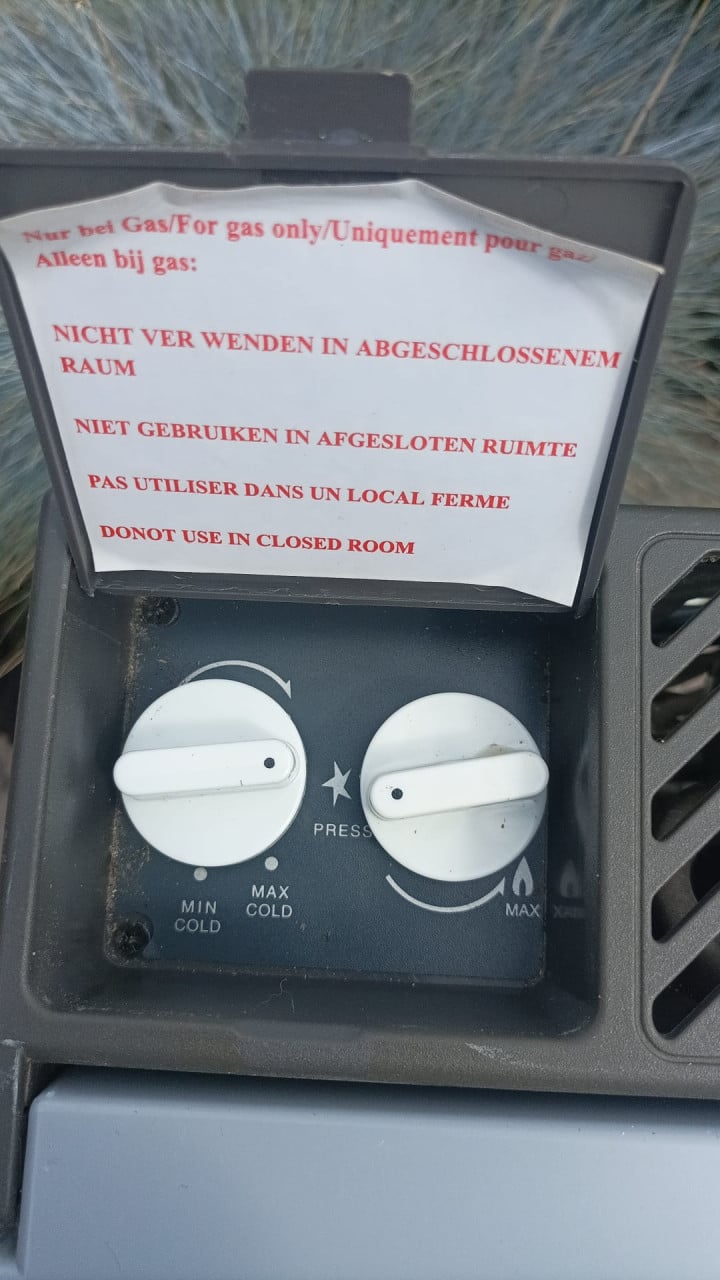 Nur bei Gas/For gas only/Uniquement pour gaz/
Alleen bij gas:
NICHT VER WENDEN IN ABGESCHLOSSENEM
RAUM
NIET GEBRUIKEN IN AFGESLOTEN RUIMTE
PAS UTILISER DANS UN LOCAL FERME
DONOT USE IN CLOSED ROOM
PRESS
MIN
COLD
MAX
COLD
MAX